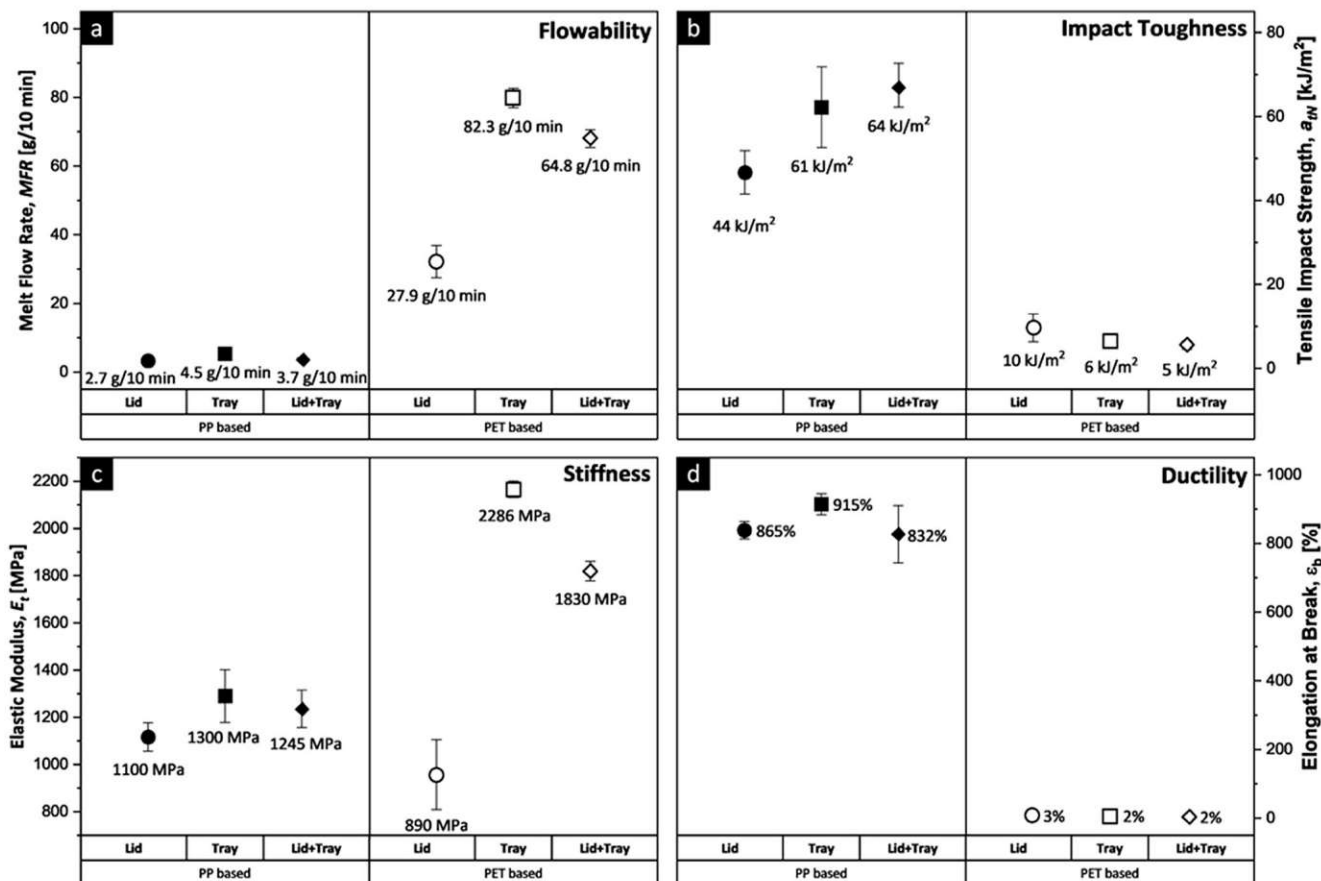 a
Flowability
Melt Flow Rate, MFR [g/10 min]
100
80
60
40
20
0
2.7 g/10 min
4.5 g/10 min
3.7 g/10 min
27.9 g/10 min
82.3 g/10 min
64.8 g/10 min
Lid Tray Lid+Tray Lid Tray Lid+Tray
PP based PET based
b
Impact Toughness
44 kJ/m²
61 kJ/m²
64 kJ/m²
10 kJ/m²
6 kJ/m²
5 kJ/m²
80
60
40
20
0
Tensile Impact Strength, atN [kJ/m²]
Lid Tray Lid+Tray Lid Tray Lid+Tray
PP based PET based
c
Stiffness
Elastic Modulus, Et [MPa]
2200
2000
1800
1600
1400
1200
1000
800
1100 MPa
1300 MPa
1245 MPa
890 MPa
2286 MPa
1830 MPa
Lid Tray Lid+Tray Lid Tray Lid+Tray
PP based PET based
d
Ductility
865%
915%
832%
3%
2%
2%
1000
800
600
400
200
0
Elongation at Break, εb [%]
Lid Tray Lid+Tray Lid Tray Lid+Tray
PP based PET based